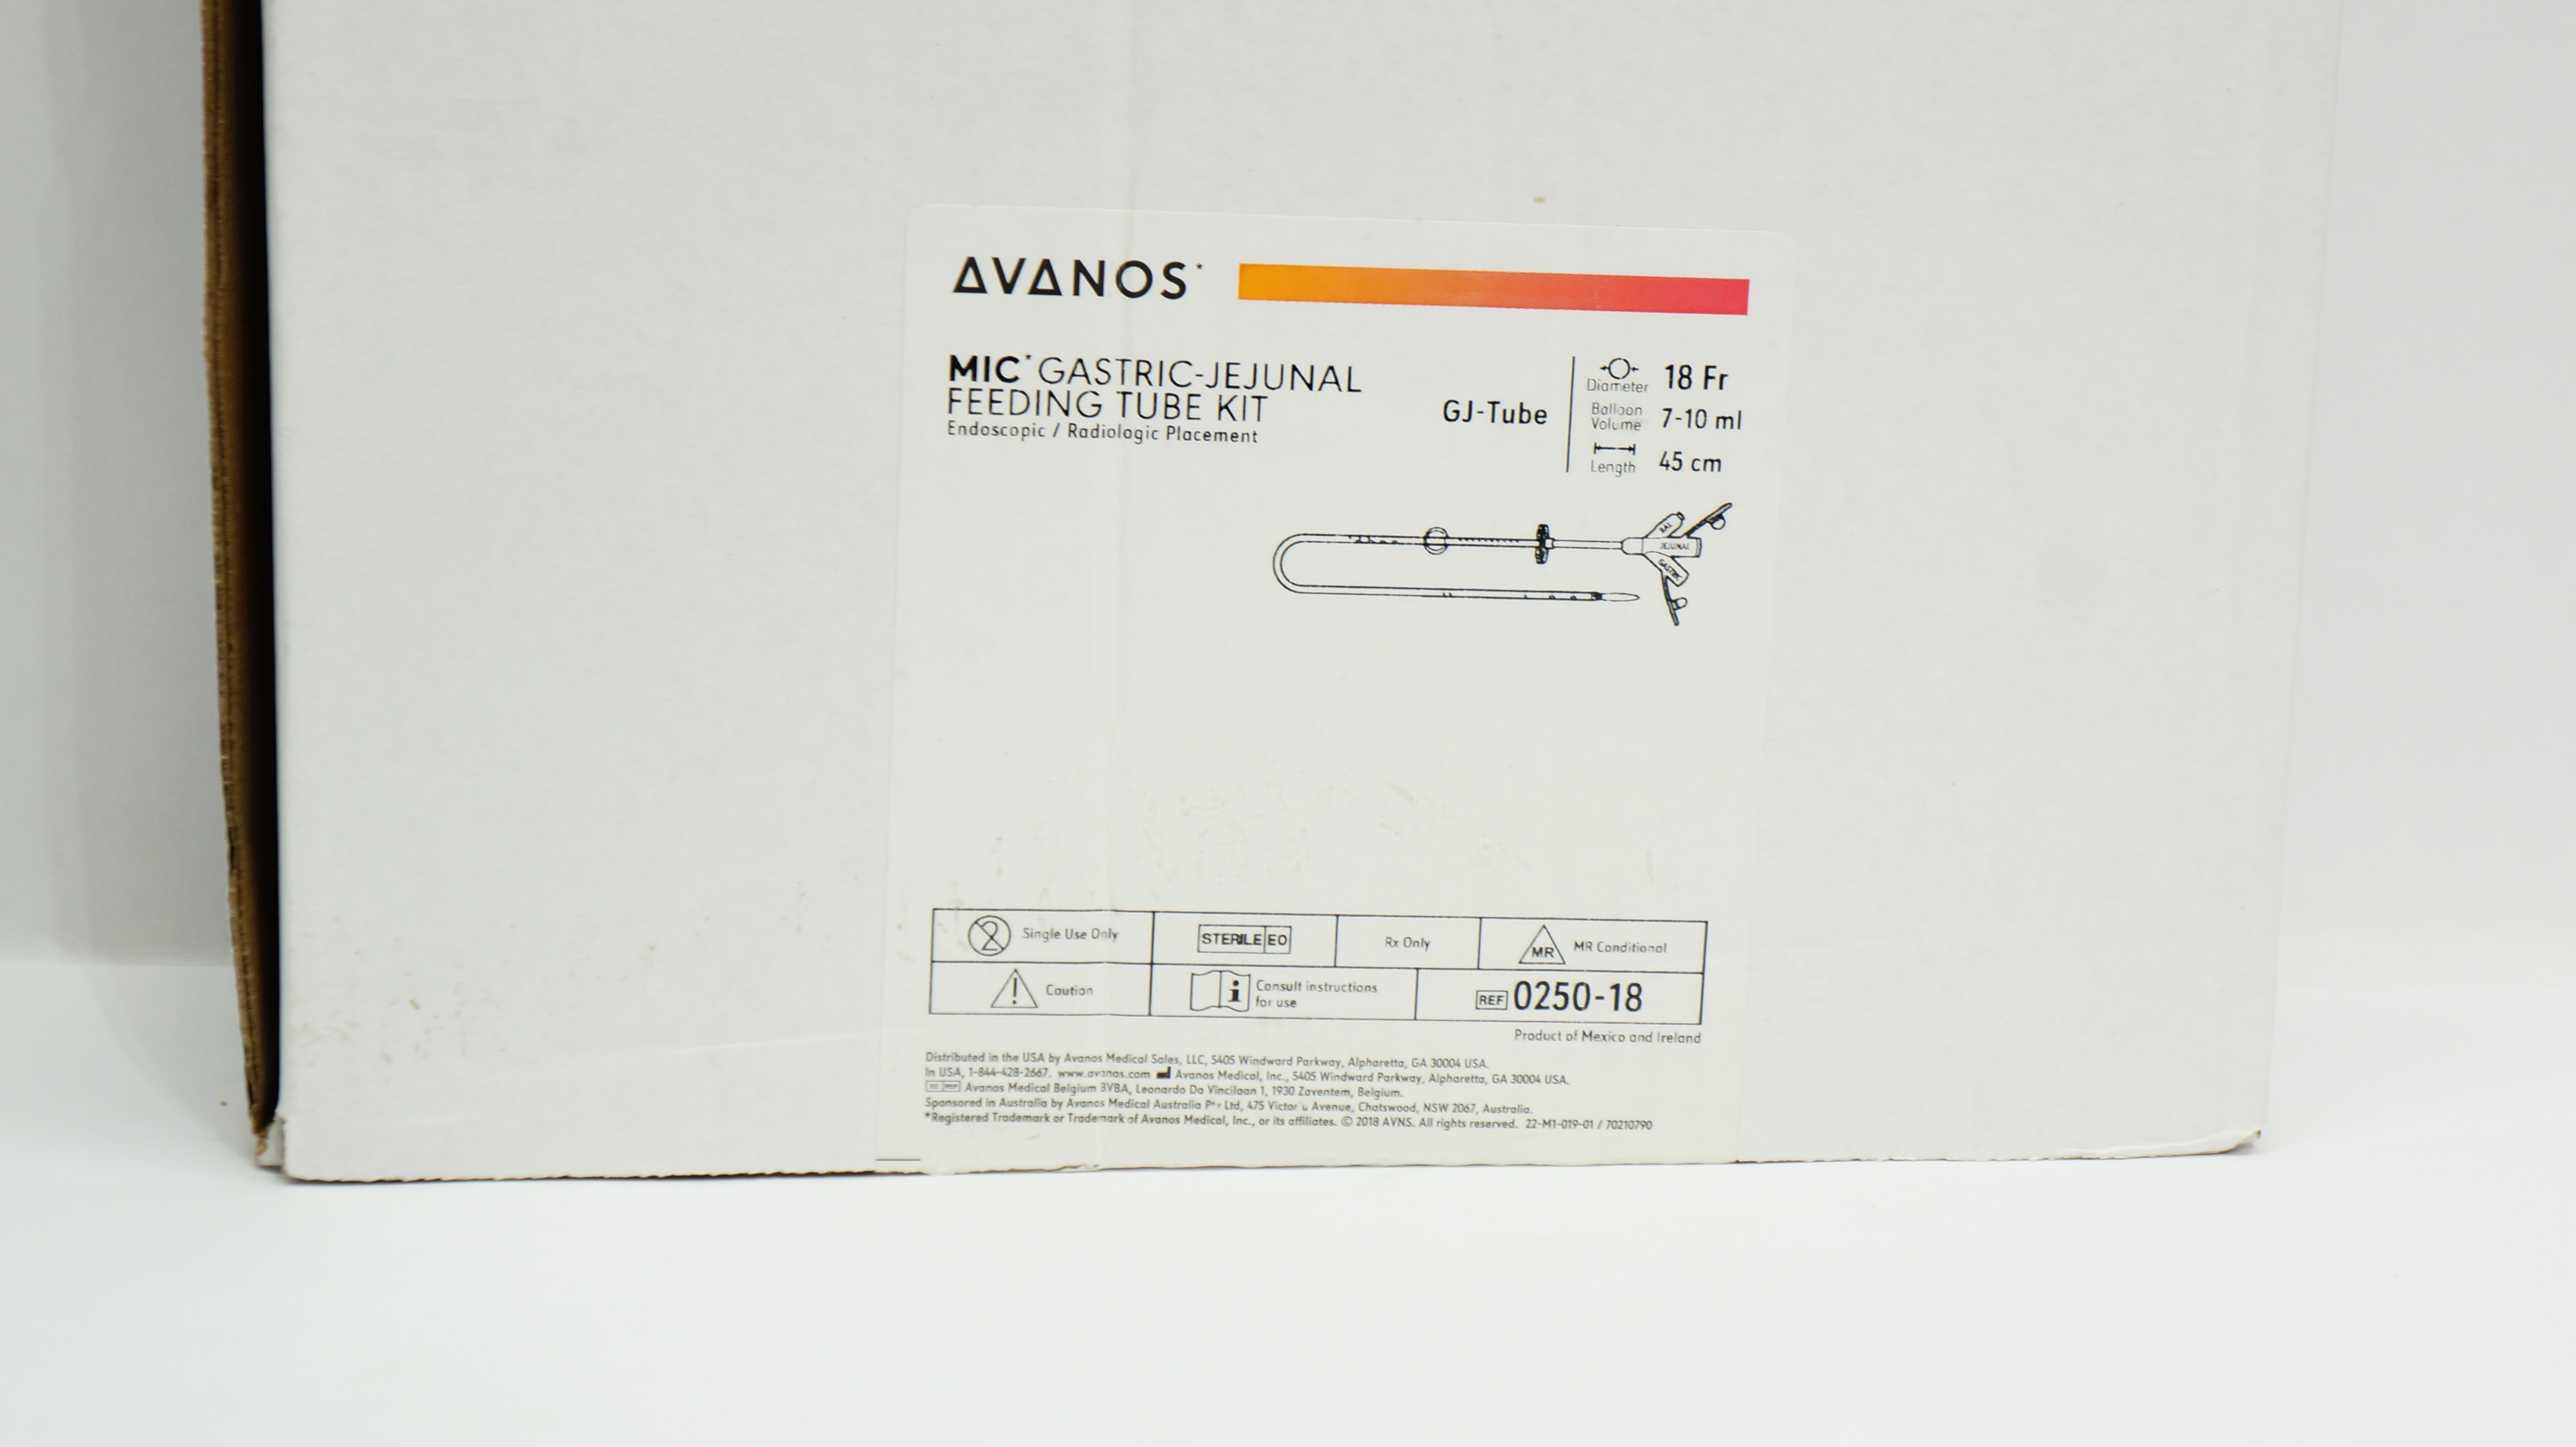 AVANOS*
MIC* GASTRIC-JEJUNAL
FEEDING TUBE KIT
Endoscopic / Radiologic Placement
GJ-Tube
Diameter 18 Fr
Balloon Volume 7-10 ml
Length 45 cm
BAL
JEJUNAL
GASTRIC
2 Single Use Only
STERILE EO
Rx Only
MR MR Conditional
! Caution
i Consult instructions
for use
REF 0250-18
Product of Mexico and Ireland
Distributed in the USA by Avanos Medical Sales, LLC, 5405 Windward Parkway, Alpharetta, GA 30004 USA.
In USA, 1-844-428-2667. www.avanos.com Avanos Medical, Inc., 5405 Windward Parkway, Alpharetta, GA 30004 USA.
EC REP Avanos Medical Belgium BVBA, Leonardo Da Vincilaan 1, 1930 Zaventem, Belgium.
Sponsored in Australia by Avanos Medical Australia Pty Ltd, 475 Victoria Avenue, Chatswood, NSW 2067, Australia.
*Registered Trademark or Trademark of Avanos Medical, Inc., or its affiliates. © 2018 AVNS. All rights reserved. 22-M1-019-01 / 70210790